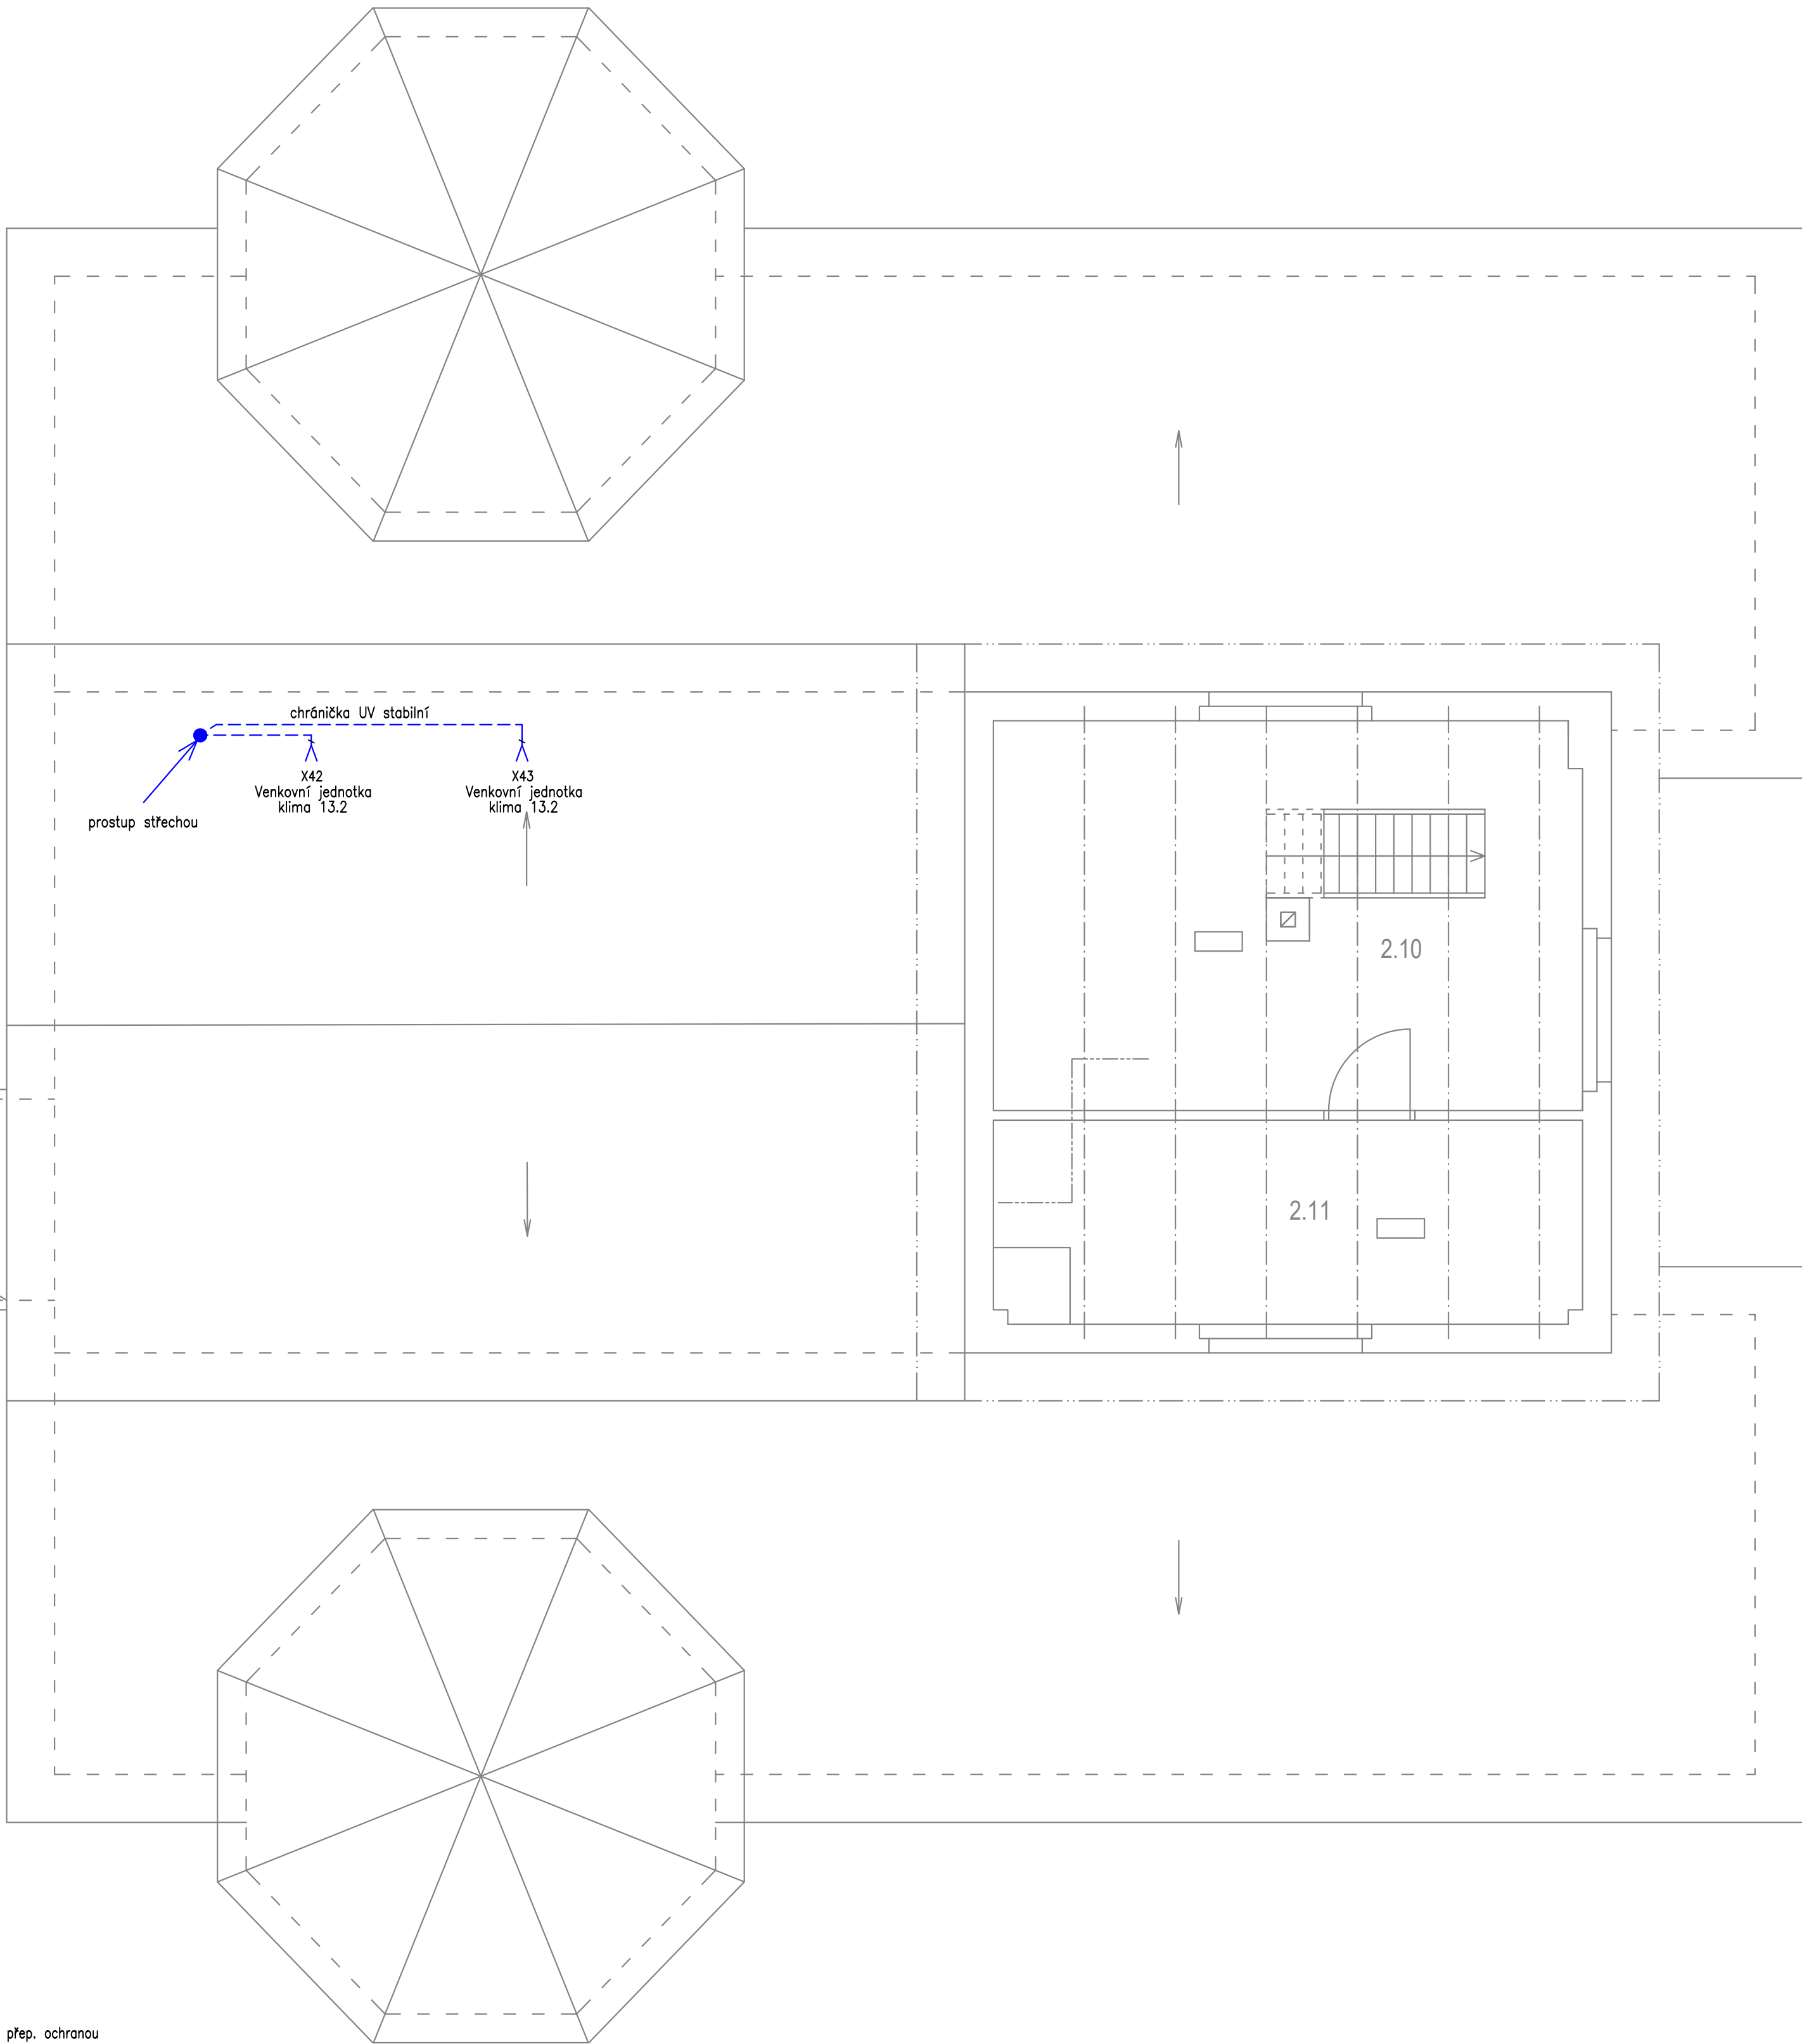 chránička UV stabilní
X42
Venkovní jednotka
klima 13.2
X43
Venkovní jednotka
klima 13.2
prostup střechou
2.10
2.11
přep. ochranou